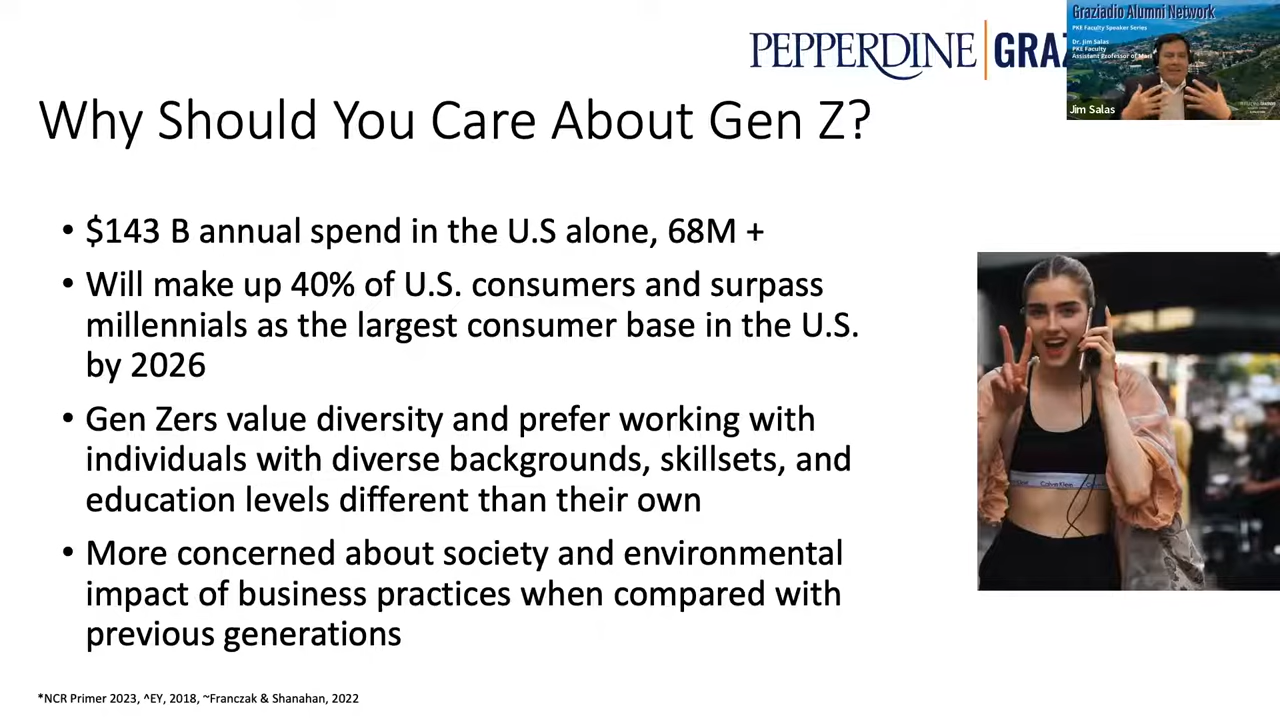 PEPPERDINE GRAZ
Graziadio Alumni Network
PKE Faculty Speaker Series
Dr. Jim Salas
PKE Faculty
Assistant Professor of Mar
Jim Salas
Why Should You Care About Gen Z?
• $143 B annual spend in the U.S alone, 68M +
• Will make up 40% of U.S. consumers and surpass
millennials as the largest consumer base in the U.S.
by 2026
• Gen Zers value diversity and prefer working with
individuals with diverse backgrounds, skillsets, and
education levels different than their own
• More concerned about society and environmental
impact of business practices when compared with
previous generations
Calvin Klein
*NCR Primer 2023, ^EY, 2018, ~Franczak & Shanahan, 2022